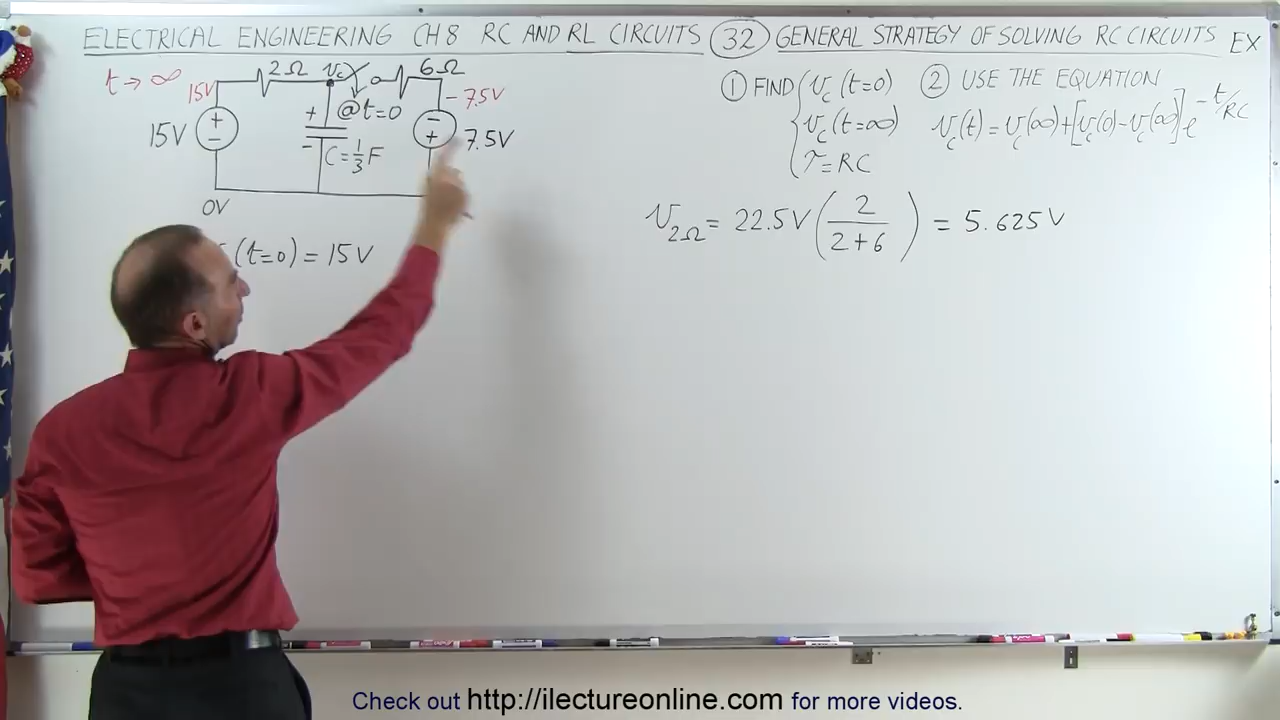 ELECTRICAL ENGINEERING CH 8 RC AND RL CIRCUITS 32 GENERAL STRATEGY OF SOLVING RC CIRCUITS EX
t → ∞ 15V 2Ω v_c 6Ω
+ @t=0 - -7.5V
15V + - - + 7.5V
- C = 1/3 F
0V
(t=0) = 15V
① FIND { v_c (t=0)
v_c (t=∞)
τ = RC
② USE THE EQUATION
v_c(t) = v_c(∞) + [v_c(0) - v_c(∞)] e^{-t/RC}
V_{2Ω} = 22.5V (2/(2+6)) = 5.625 V
Check out http://ilectureonline.com for more videos.